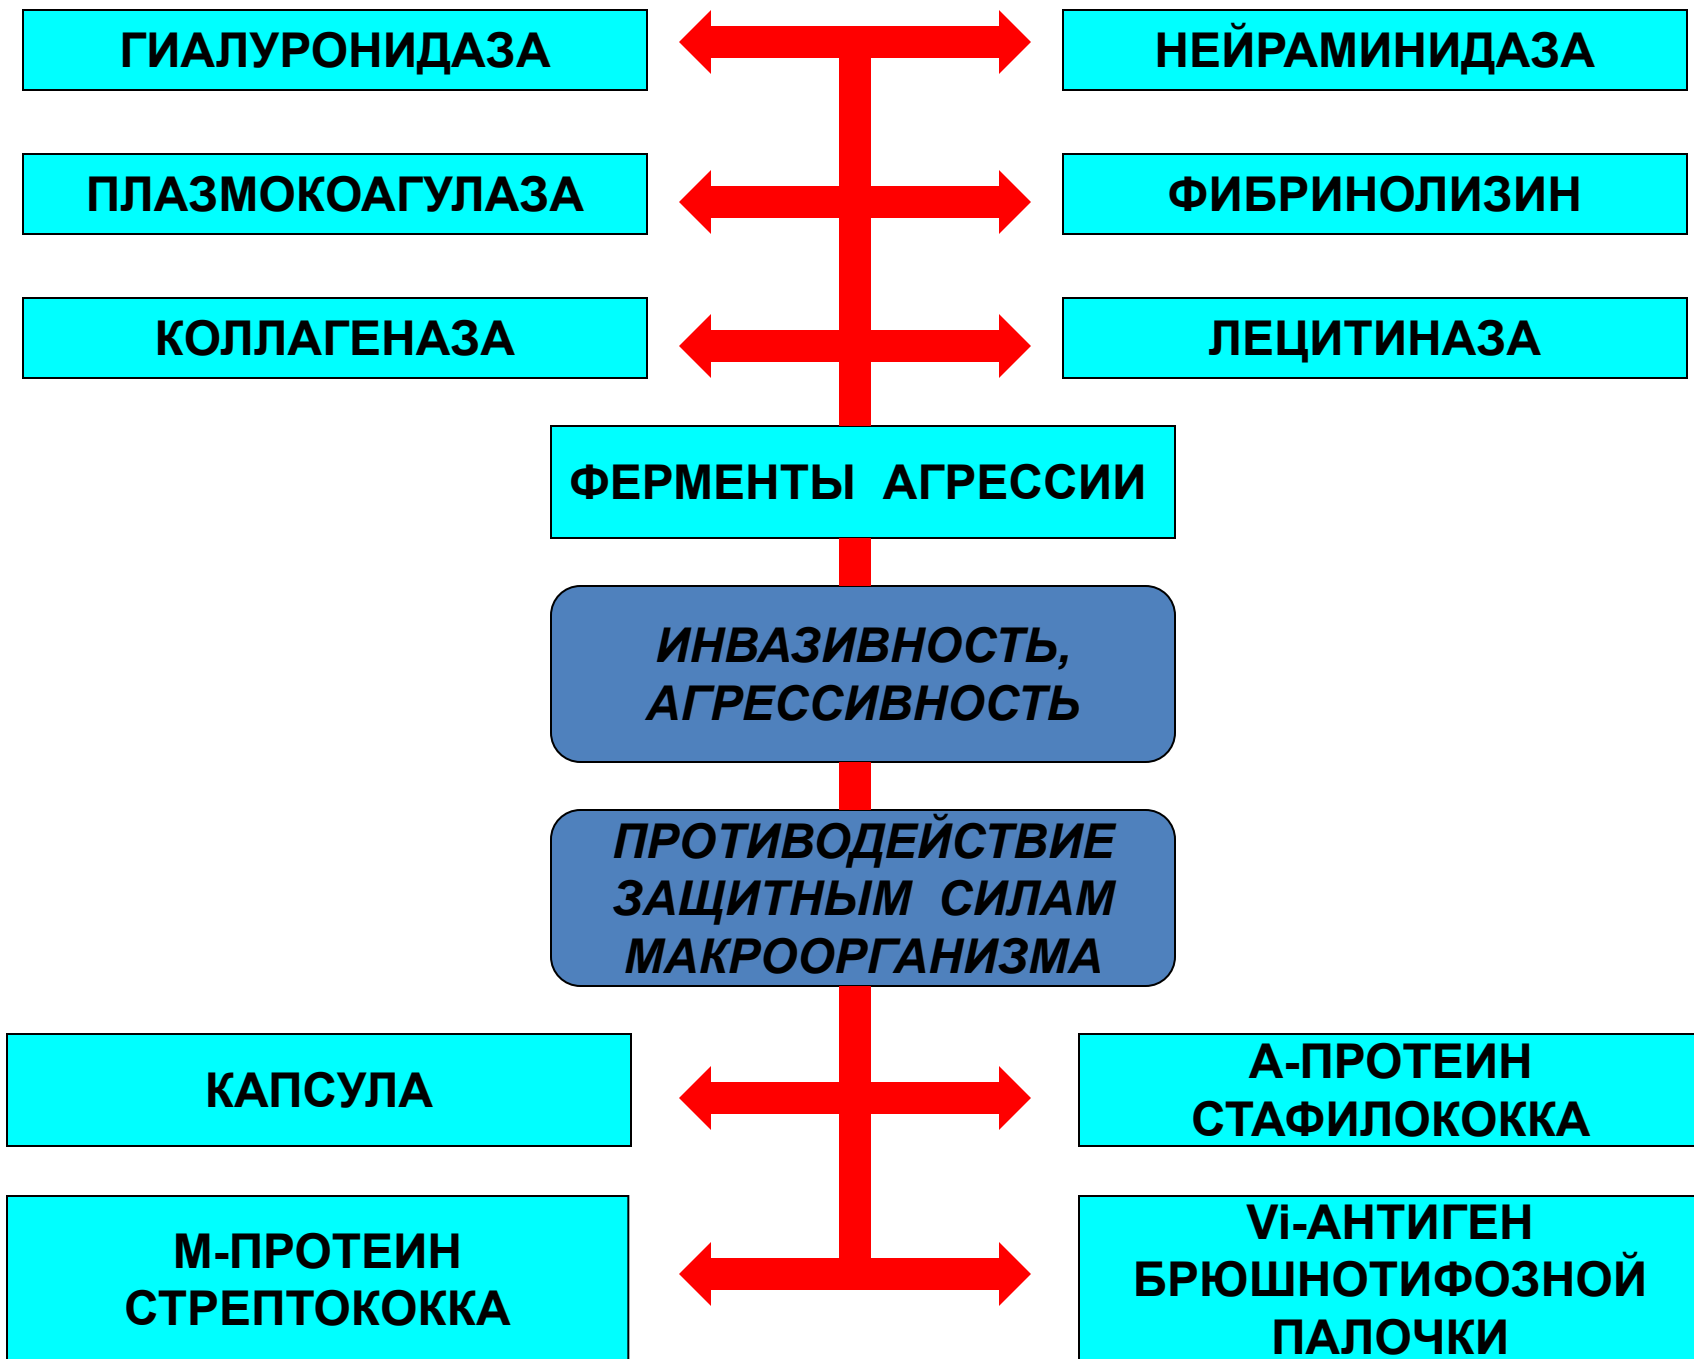 ГИАЛУРОНИДАЗА
НЕЙРАМИНИДАЗА
ПЛАЗМОКОАГУЛАЗА
ФИБРИНОЛИЗИН
КОЛЛАГЕНАЗА
ЛЕЦИТИНАЗА
ФЕРМЕНТЫ АГРЕССИИ
ИНВАЗИВНОСТЬ,
АГРЕССИВНОСТЬ
ПРОТИВОДЕЙСТВИЕ
ЗАЩИТНЫМ СИЛАМ
МАКРООРГАНИЗМА
КАПСУЛА
А-ПРОТЕИН
СТАФИЛОКОККА
М-ПРОТЕИН
СТРЕПТОКОККА
Vi-АНТИГЕН
БРЮШНОТИФОЗНОЙ
ПАЛОЧКИ